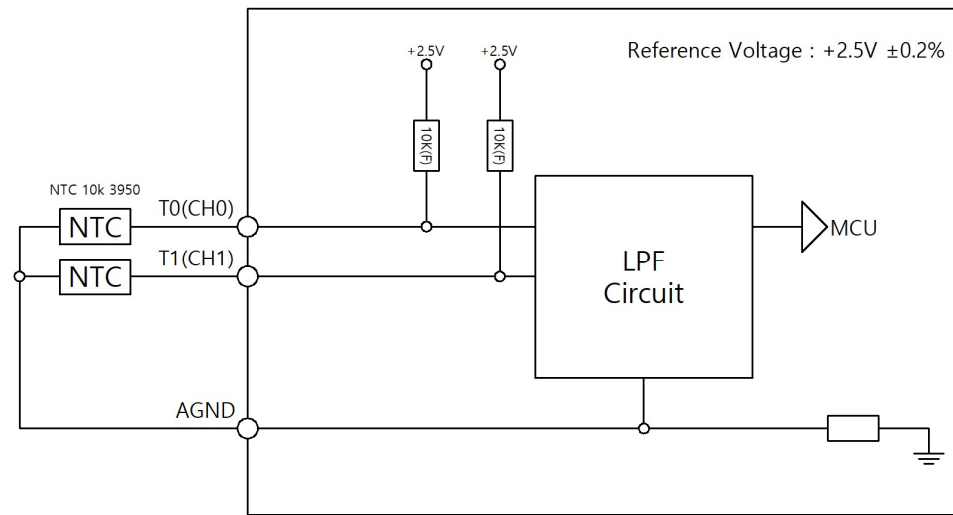 +2.5V +2.5V
Reference Voltage : +2.5V ±0.2%
10K(F) 10K(F)
NTC 10k 3950
T0(CH0)
NTC
T1(CH1)
NTC
LPF
Circuit
MCU
AGND